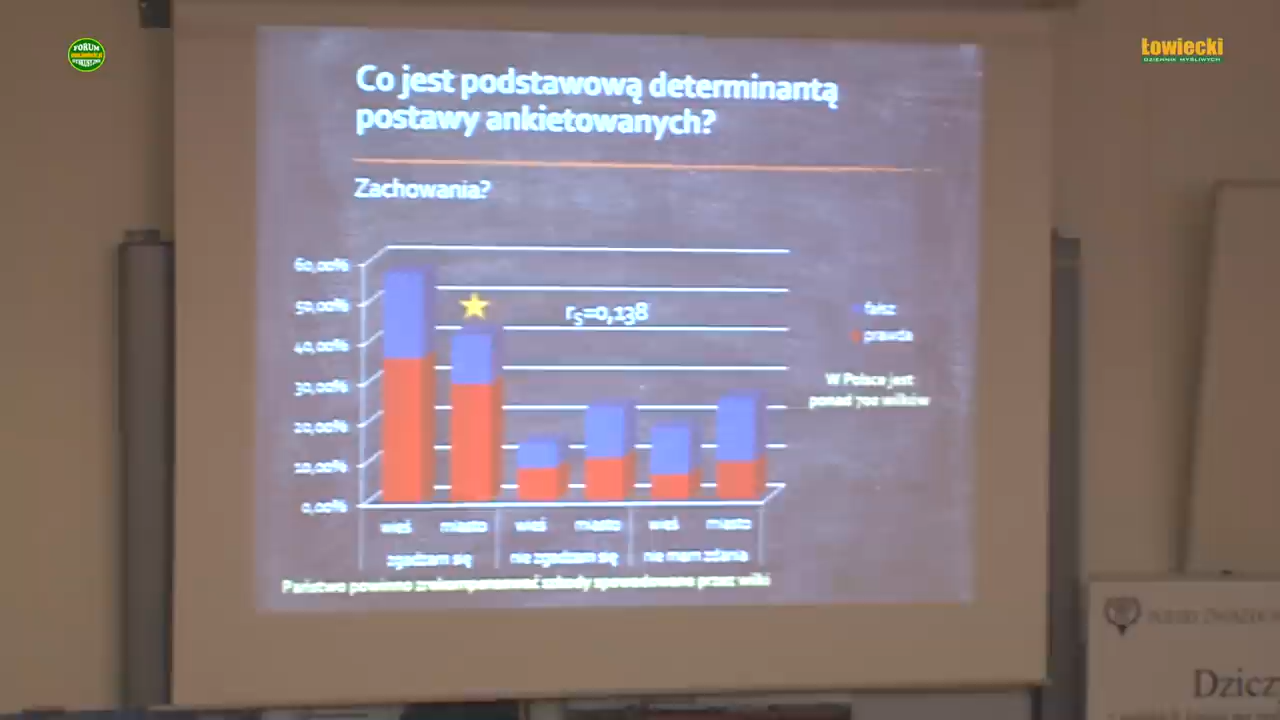 FORUM
Łowiecki
DZIENNIK MYŚLIWYCH
Co jest podstawową determinantą
postawy ankietowanych?
Zachowania?
60,00%
50,00%
40,00%
30,00%
20,00%
10,00%
0,00%
r5=0,138
fałsz
prawda
W Polsce jest
ponad 700 wilków
wieś miasto wieś miasto wieś miasto
zgadzam się nie zgadzam się nie mam zdania
Państwo powinno zrekompensować szkody spowodowane przez wilki
Dzicz